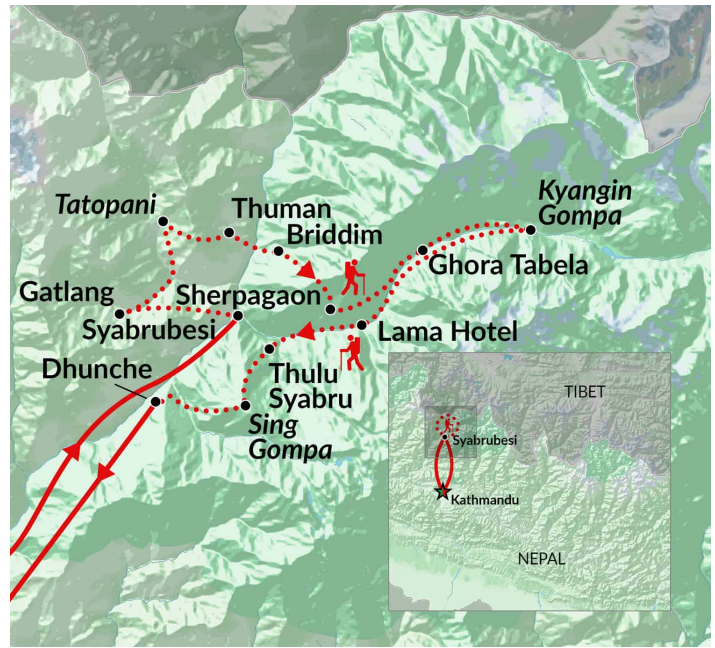 Tatopani
Thuman
Briddim
Kyangin
Gompa
Ghora Tabela
Gatlang
Sherpagaon
Syabrubesi
Lama Hotel
Dhunche
Thulu
Syabru
Sing
Gompa
TIBET
Syabrubesi
Kathmandu
NEPAL